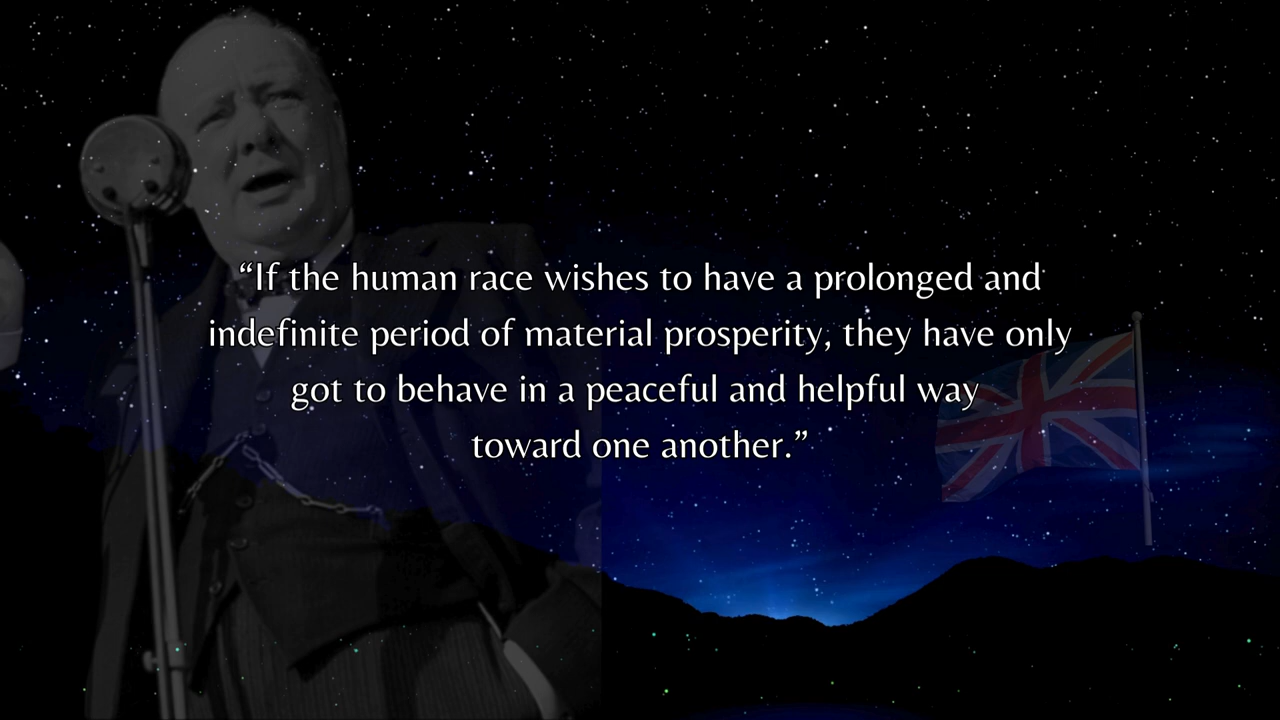 “If the human race wishes to have a prolonged and
indefinite period of material prosperity, they have only
got to behave in a peaceful and helpful way
toward one another.”